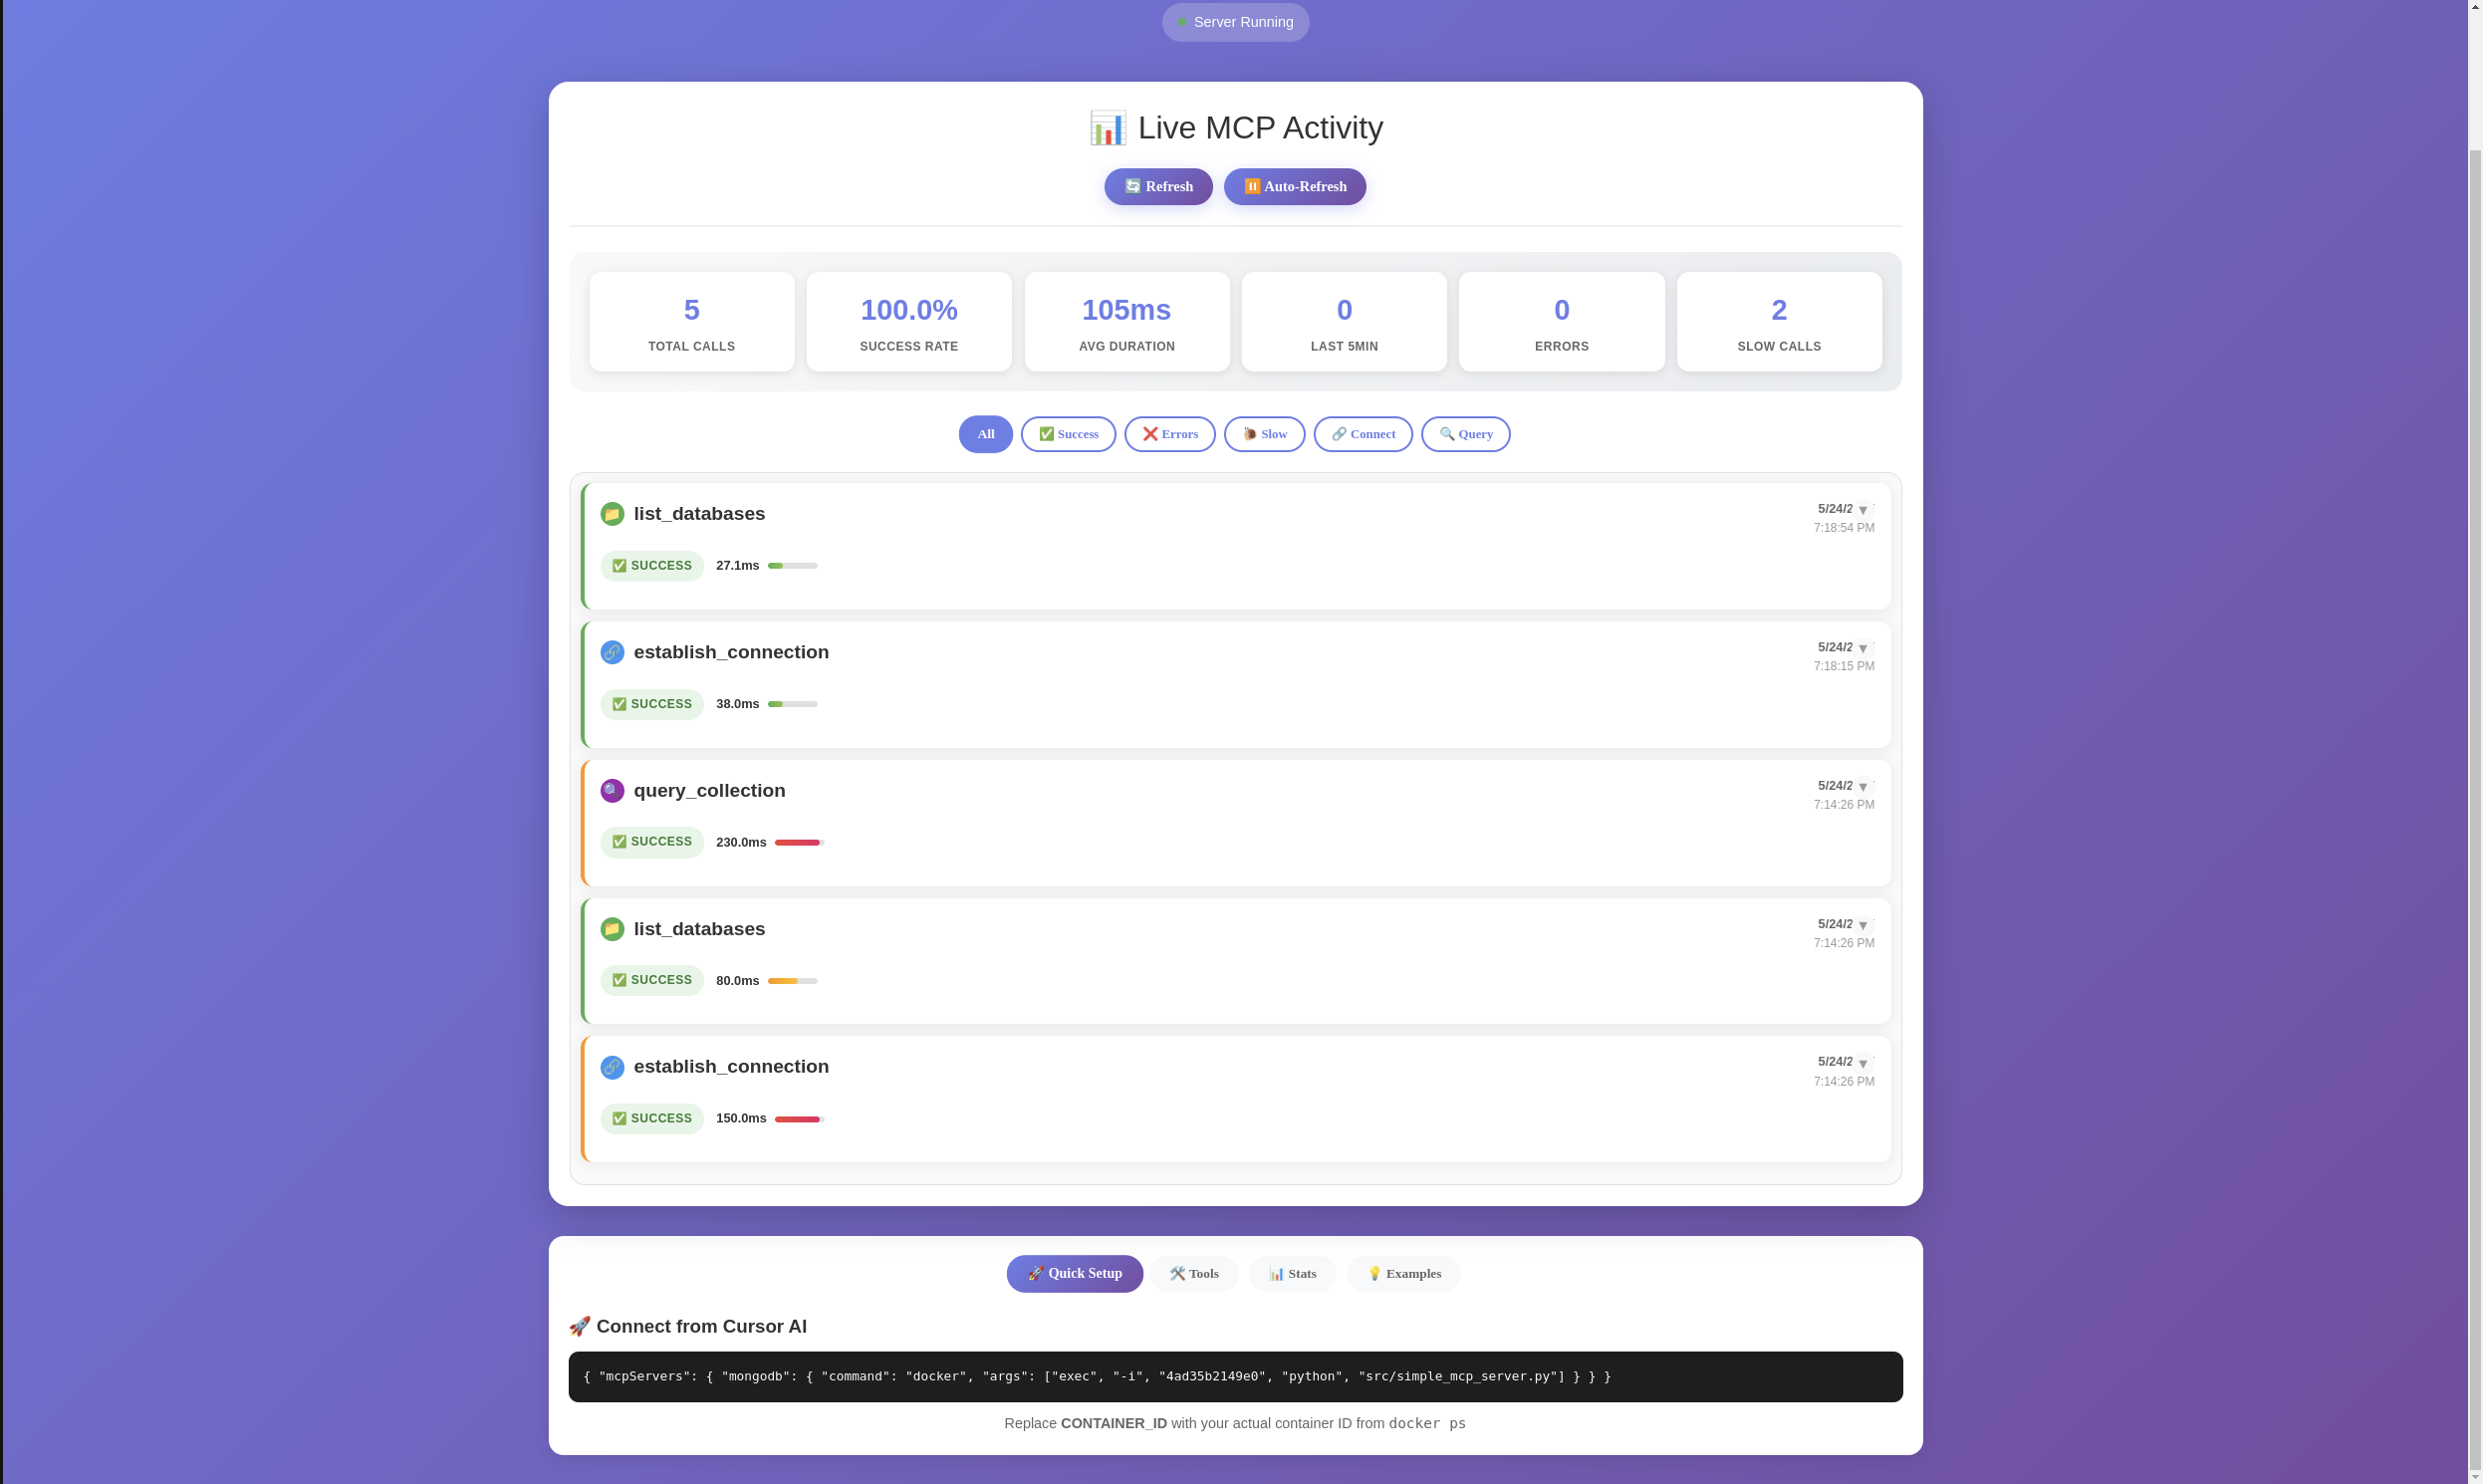 Server Running
📊 Live MCP Activity
🔄 Refresh ⏸️ Auto-Refresh
5 100.0% 105ms 0 0 2
TOTAL CALLS SUCCESS RATE AVG DURATION LAST 5MIN ERRORS SLOW CALLS
All ✅ Success ❌ Errors 🐌 Slow 🔗 Connect 🔍 Query
📁 list_databases 5/24/2 ▼
7:18:54 PM
✅ SUCCESS 27.1ms
🔗 establish_connection 5/24/2 ▼
7:18:15 PM
✅ SUCCESS 38.0ms
🔍 query_collection 5/24/2 ▼
7:14:26 PM
✅ SUCCESS 230.0ms
📁 list_databases 5/24/2 ▼
7:14:26 PM
✅ SUCCESS 80.0ms
🔗 establish_connection 5/24/2 ▼
7:14:26 PM
✅ SUCCESS 150.0ms
🚀 Quick Setup 🛠️ Tools 📊 Stats 💡 Examples
🚀 Connect from Cursor AI
{ "mcpServers": { "mongodb": { "command": "docker", "args": ["exec", "-i", "4ad35b2149e0", "python", "src/simple_mcp_server.py"] } } }
Replace CONTAINER_ID with your actual container ID from docker ps